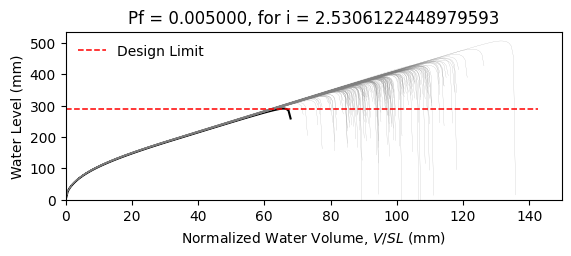 Pf = 0.005000, for i = 2.5306122448979593
500
400
300
200
100
0
Water Level (mm)
Design Limit
0 20 40 60 80 100 120 140
Normalized Water Volume, V/SL (mm)